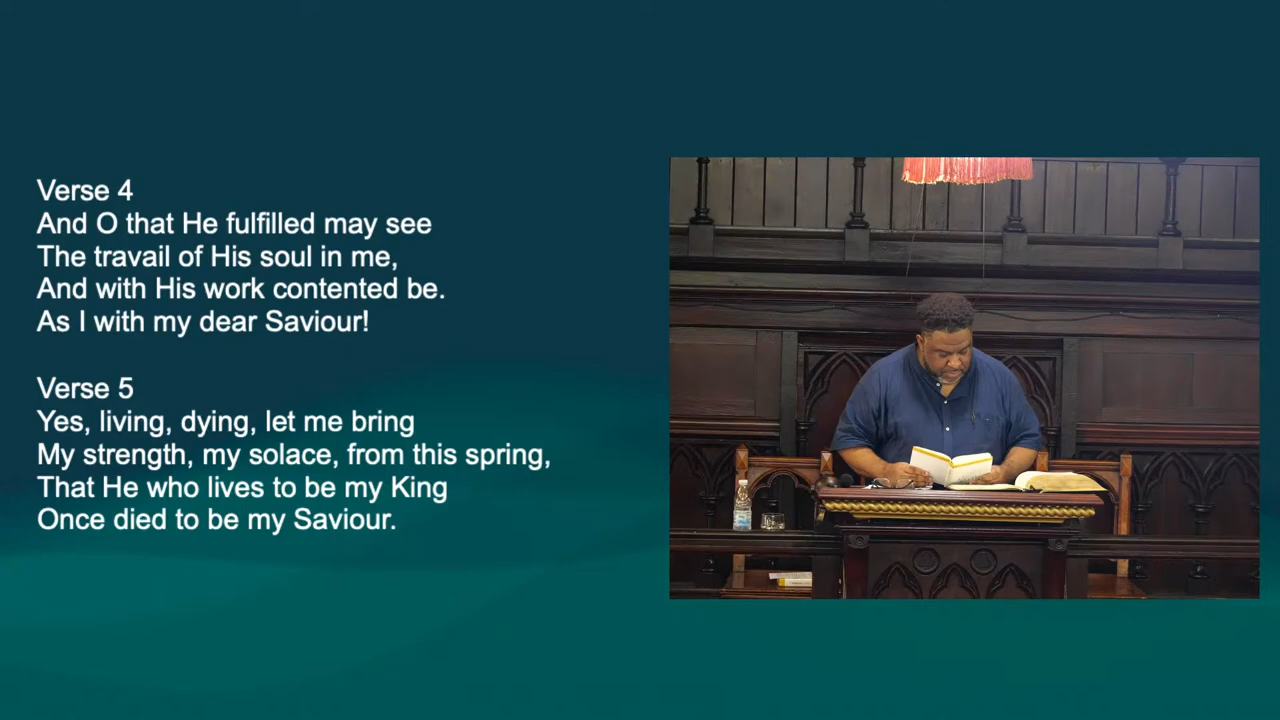 Verse 4
And O that He fulfilled may see
The travail of His soul in me,
And with His work contented be.
As I with my dear Saviour!
Verse 5
Yes, living, dying, let me bring
My strength, my solace, from this spring,
That He who lives to be my King
Once died to be my Saviour.